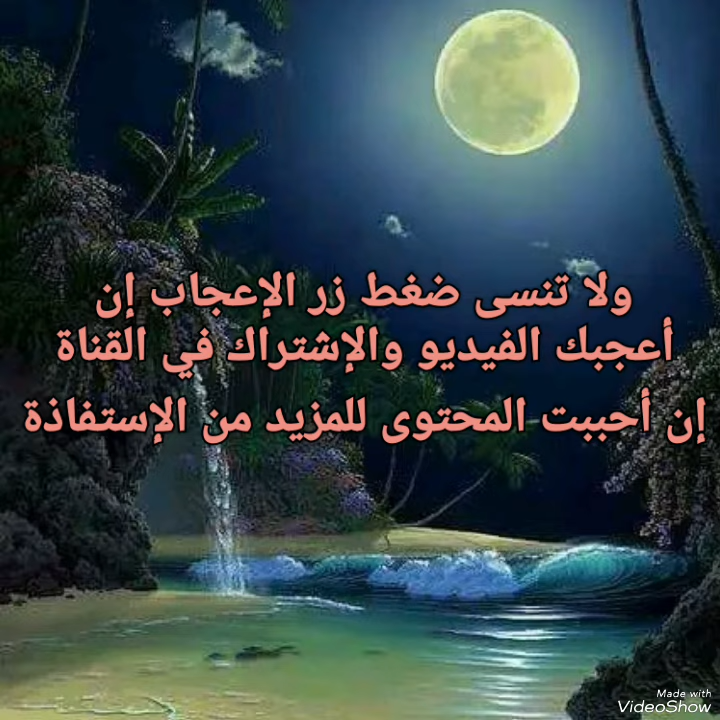 ولا تنسى ضغط زر الإعجاب إن
أعجبك الفيديو والإشتراك في القناة
إن أحببت المحتوى للمزيد من الإستفاذة
Made with
VideoShow